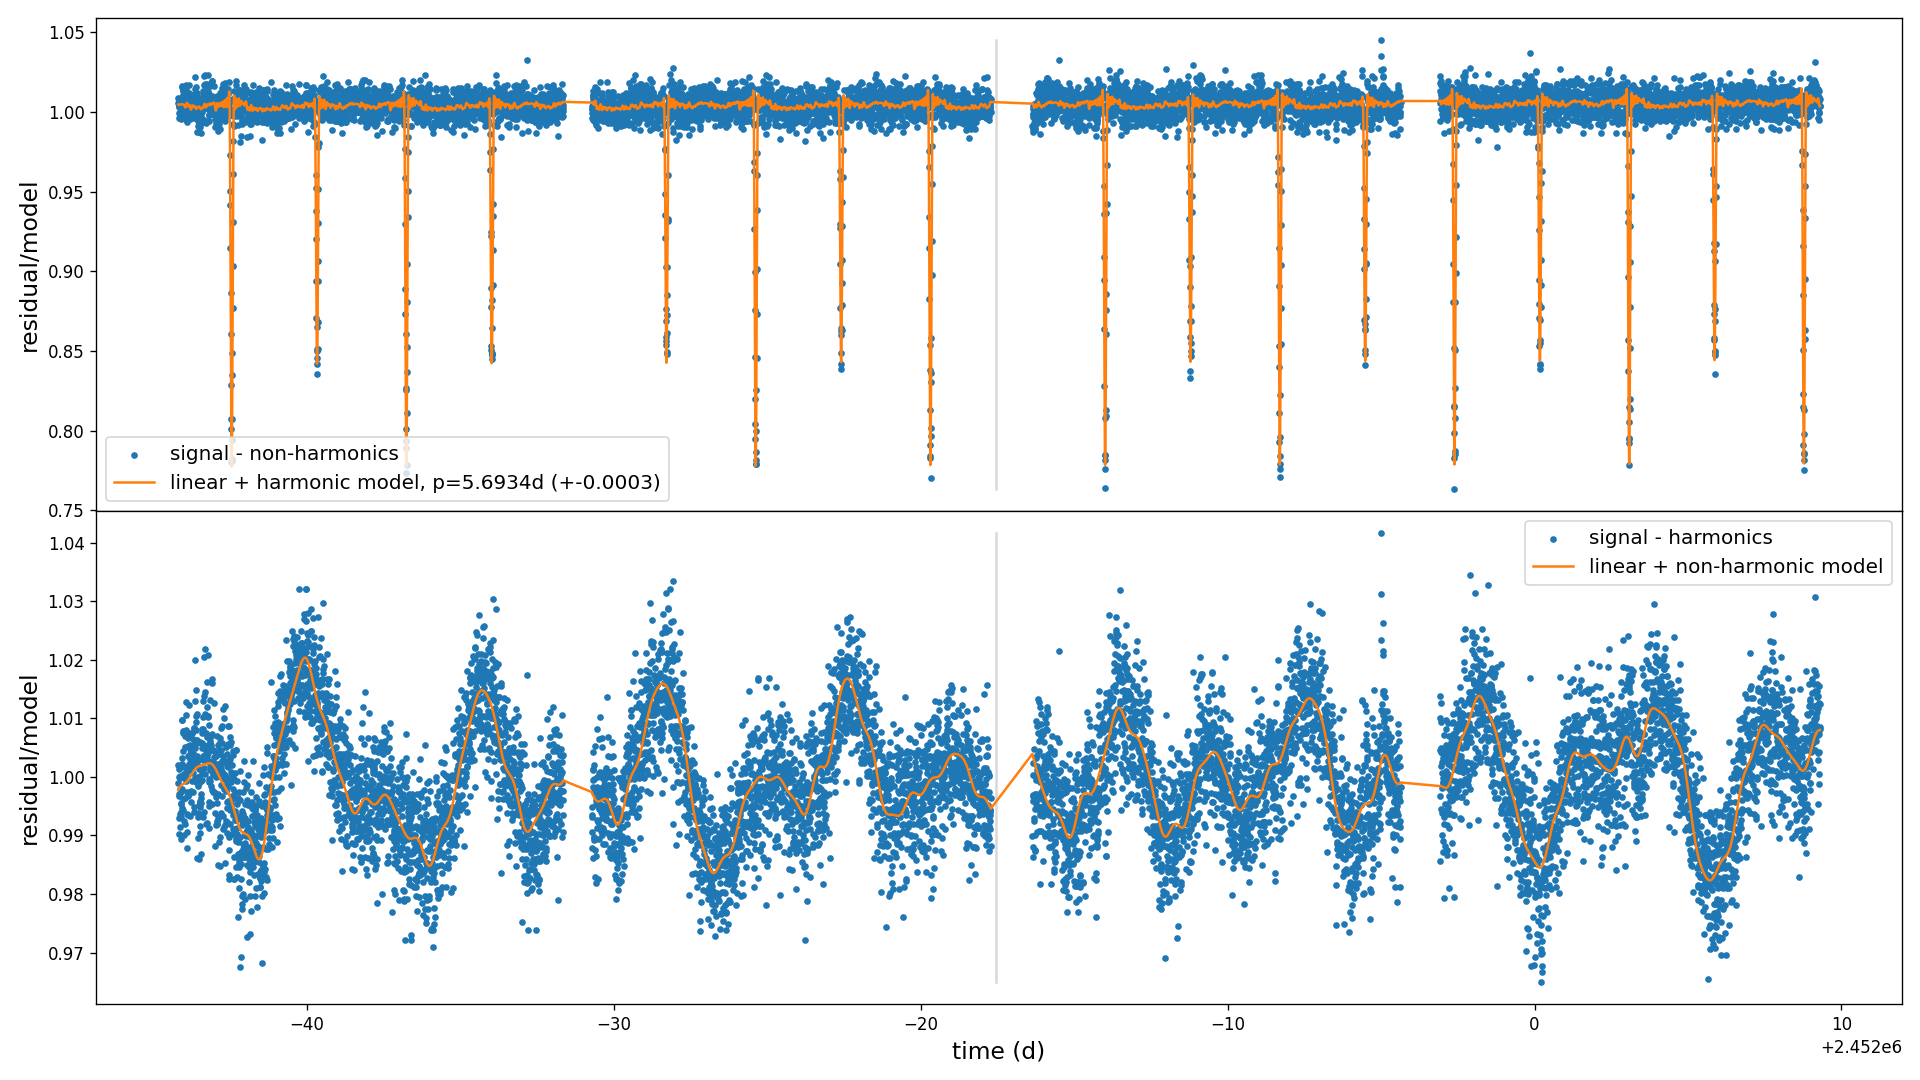 1.05
1.00
0.95
0.90
0.85
0.80
0.75
residual/model
signal - non-harmonics
linear + harmonic model, p=5.6934d (+-0.0003)
1.04
1.03
1.02
1.01
1.00
0.99
0.98
0.97
residual/model
signal - harmonics
linear + non-harmonic model
−40 −30 −20 −10 0 10
time (d)
+2.452e6